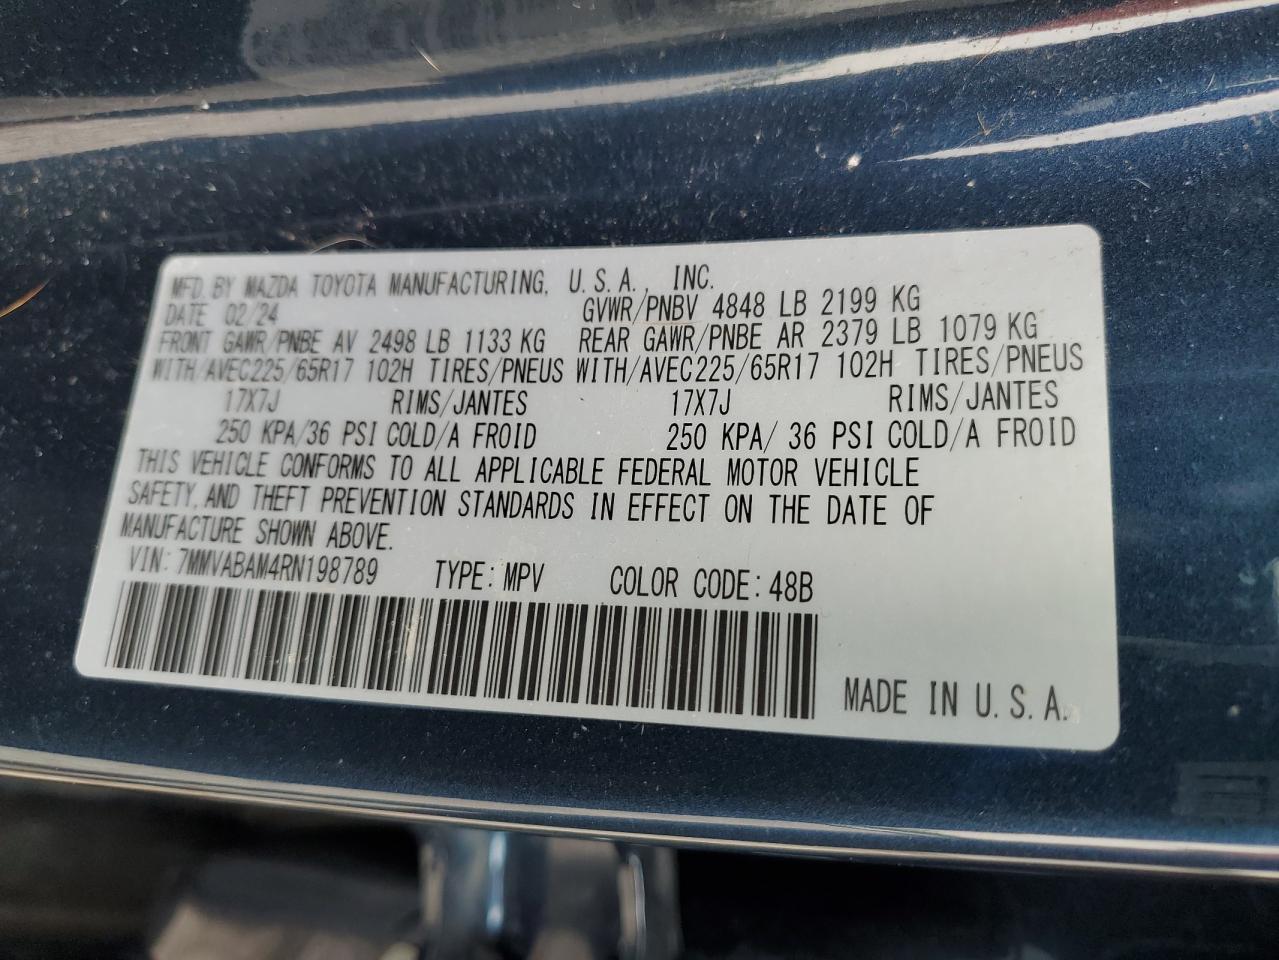 MFD. BY MAZDA TOYOTA MANUFACTURING, U.S.A., INC.
DATE 02/24 GVWR/PNBV 4848 LB 2199 KG
FRONT GAWR/PNBE AV 2498 LB 1133 KG REAR GAWR/PNBE AR 2379 LB 1079 KG
WITH/AVEC225/65R17 102H TIRES/PNEUS WITH/AVEC225/65R17 102H TIRES/PNEUS
17X7J RIMS/JANTES 17X7J RIMS/JANTES
250 KPA/36 PSI COLD/A FROID 250 KPA/ 36 PSI COLD/A FROID
THIS VEHICLE CONFORMS TO ALL APPLICABLE FEDERAL MOTOR VEHICLE
SAFETY, AND THEFT PREVENTION STANDARDS IN EFFECT ON THE DATE OF
MANUFACTURE SHOWN ABOVE.
VIN: 7MMVABAM4RN198789 TYPE: MPV COLOR CODE: 48B
MADE IN U.S.A.